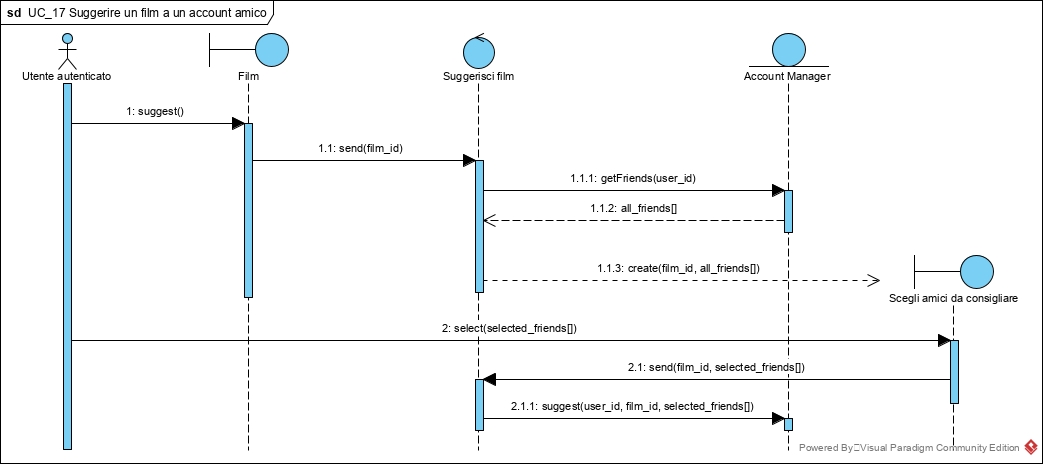 sd UC_17 Suggerire un film a un account amico
Utente autenticato
Film
Suggerisci film
Account Manager
1: suggest()
1.1: send(film_id)
1.1.1: getFriends(user_id)
1.1.2: all_friends[]
1.1.3: create(film_id, all_friends[])
Scegli amici da consigliare
2: select(selected_friends[])
2.1: send(film_id, selected_friends[])
2.1.1: suggest(user_id, film_id, selected_friends[])
Powered By Visual Paradigm Community Edition